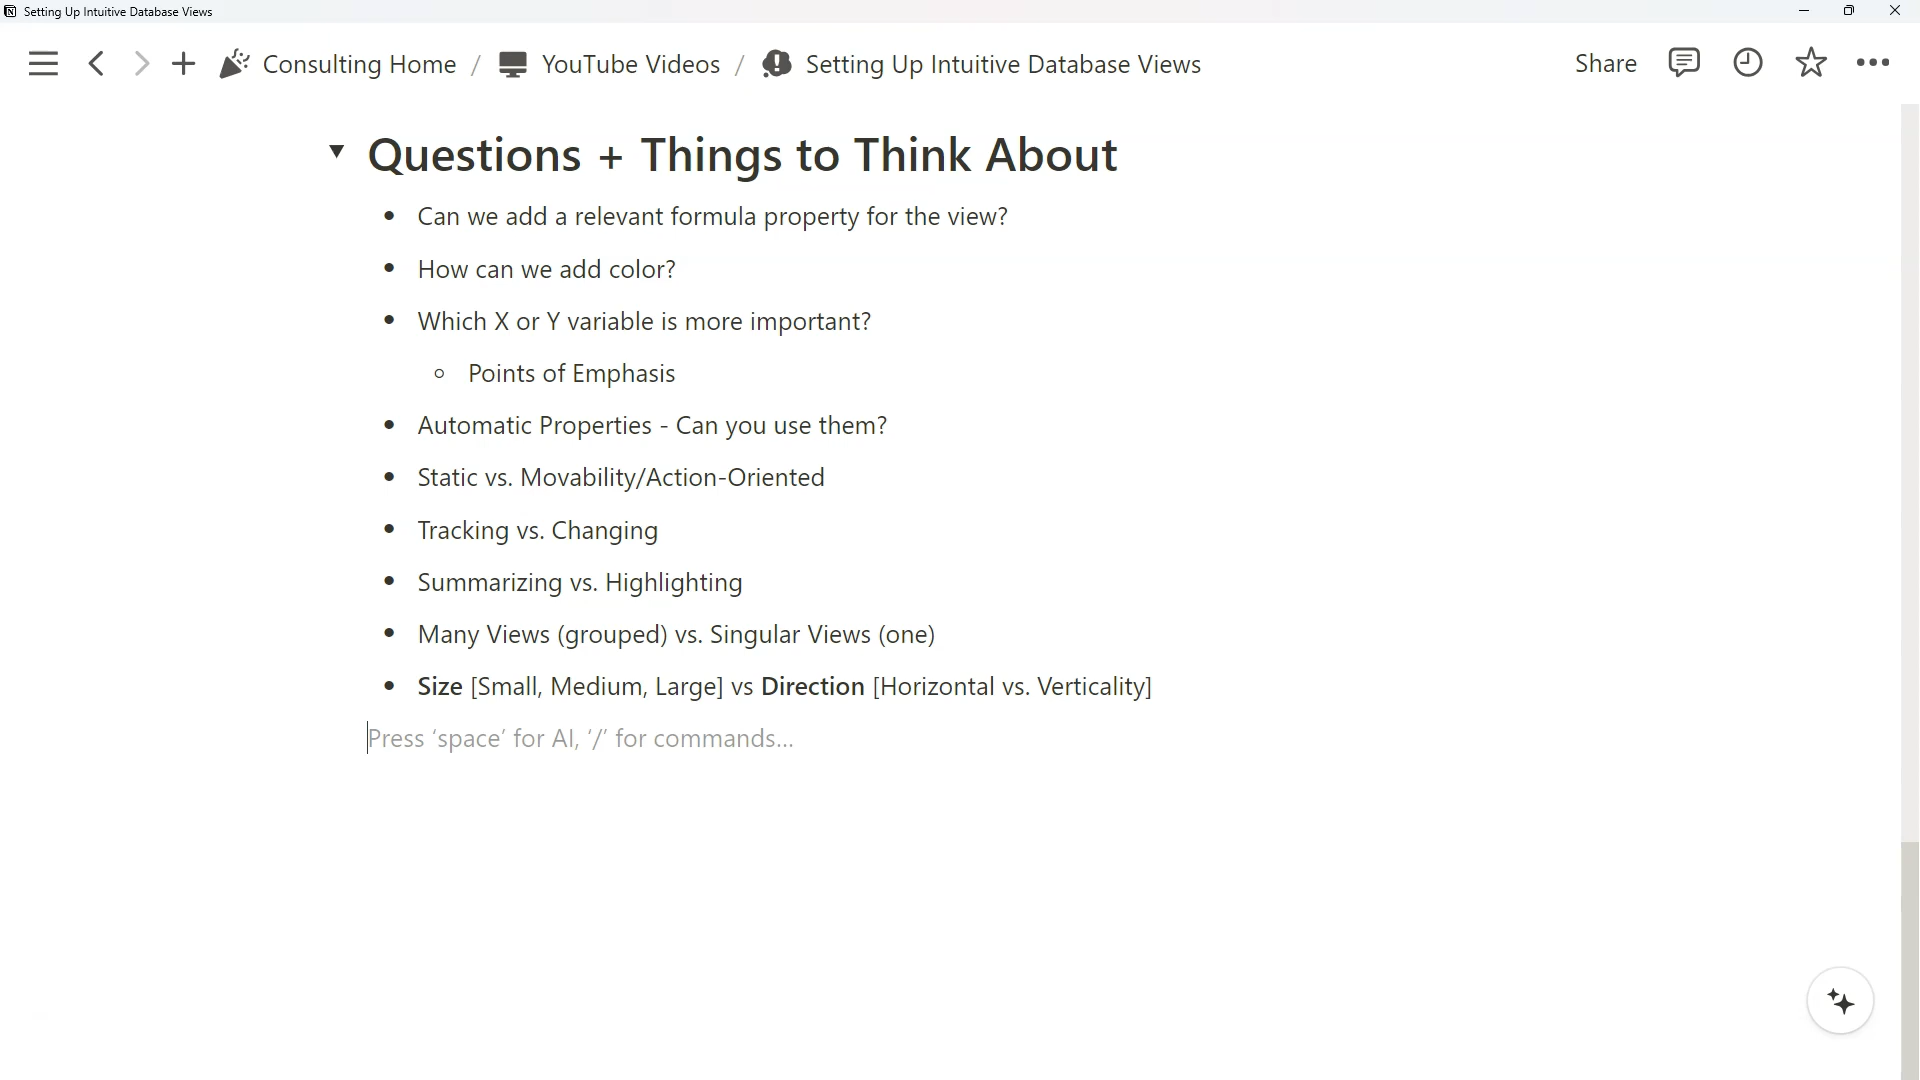 Setting Up Intuitive Database Views
Consulting Home / YouTube Videos / Setting Up Intuitive Database Views
Share
Questions + Things to Think About
Can we add a relevant formula property for the view?
How can we add color?
Which X or Y variable is more important?
Points of Emphasis
Automatic Properties - Can you use them?
Static vs. Movability/Action-Oriented
Tracking vs. Changing
Summarizing vs. Highlighting
Many Views (grouped) vs. Singular Views (one)
Size [Small, Medium, Large] vs Direction [Horizontal vs. Verticality]
Press ‘space’ for AI, ‘/’ for commands…